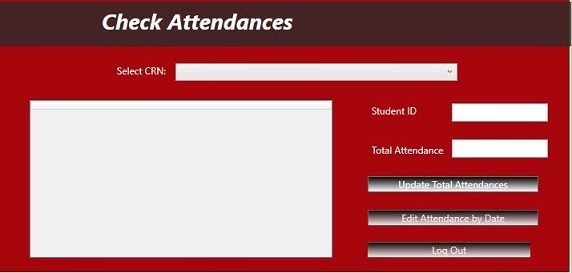 Check Attendances
Select CRN:
Student ID
Total Attendance
Update Total Attendances
Edit Attendance by Date
Log Out